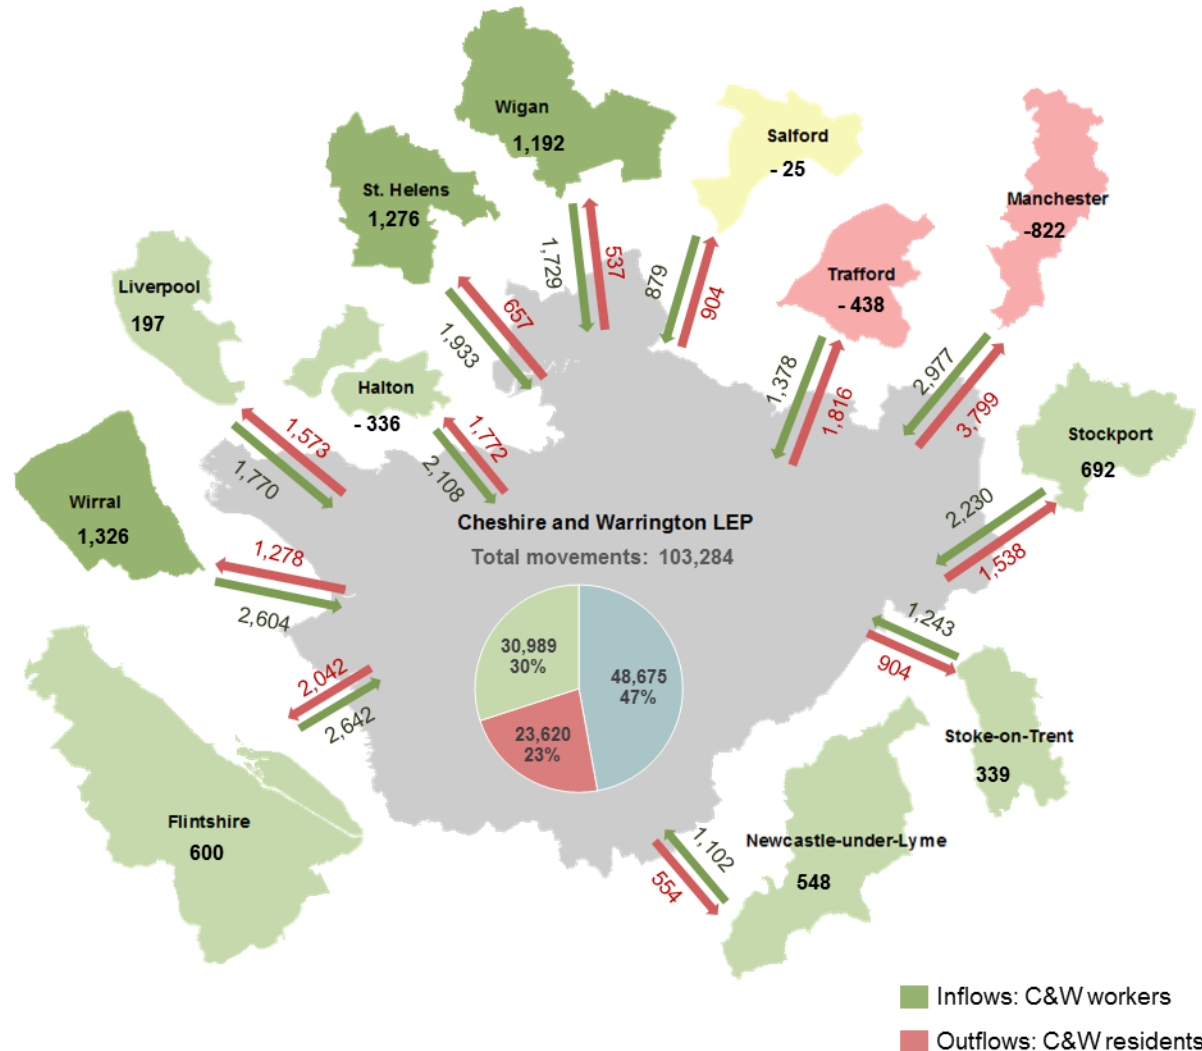 Wigan
1,192
Salford
- 25
St. Helens
1,276
Manchester
-822
Trafford
- 438
Liverpool
197
Halton
- 336
Stockport
692
Wirral
1,326
Flintshire
600
Stoke-on-Trent
339
Newcastle-under-Lyme
548
1,729
537
879
904
657
1,933
1,378
1,816
2,977
3,799
1,573
1,770
1,772
2,108
2,230
1,538
1,278
2,604
1,243
904
2,042
2,642
1,102
554
Cheshire and Warrington LEP
Total movements: 103,284
30,989
30%
48,675
47%
23,620
23%
Inflows: C&W workers
Outflows: C&W residents